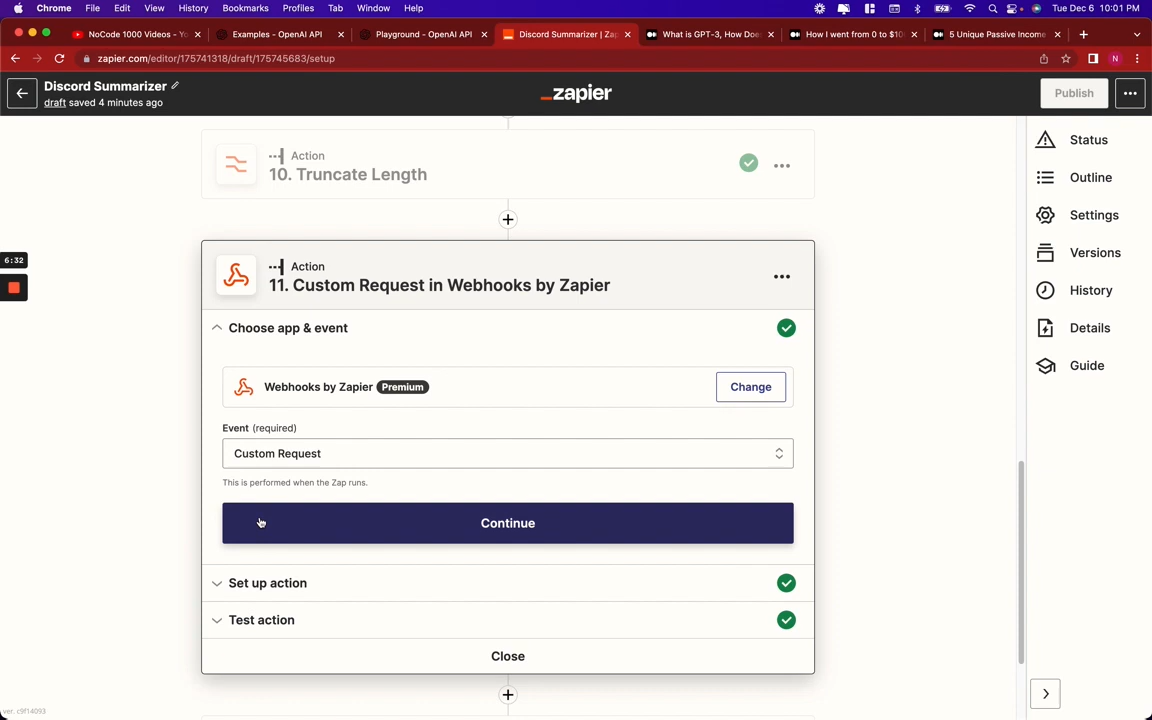 Chrome File Edit View History Bookmarks Profiles Tab Window Help Tue Dec 6 10:01 PM
NoCode 1000 Videos - Yo
Examples - OpenAI API
Playground - OpenAI API
Discord Summarizer | Zap
What is GPT-3, How Doe
How I went from 0 to $10
5 Unique Passive Income
zapier.com/editor/175741318/draft/175745683/setup
N
Discord Summarizer
draft saved 4 minutes ago
_zapier
Publish
Action
10. Truncate Length
Status
Outline
Settings
Versions
History
Details
Guide
6:32
Action
11. Custom Request in Webhooks by Zapier
Choose app & event
Webhooks by Zapier Premium
Change
Event (required)
Custom Request
This is performed when the Zap runs.
Continue
Set up action
Test action
Close
ver. c9f14093